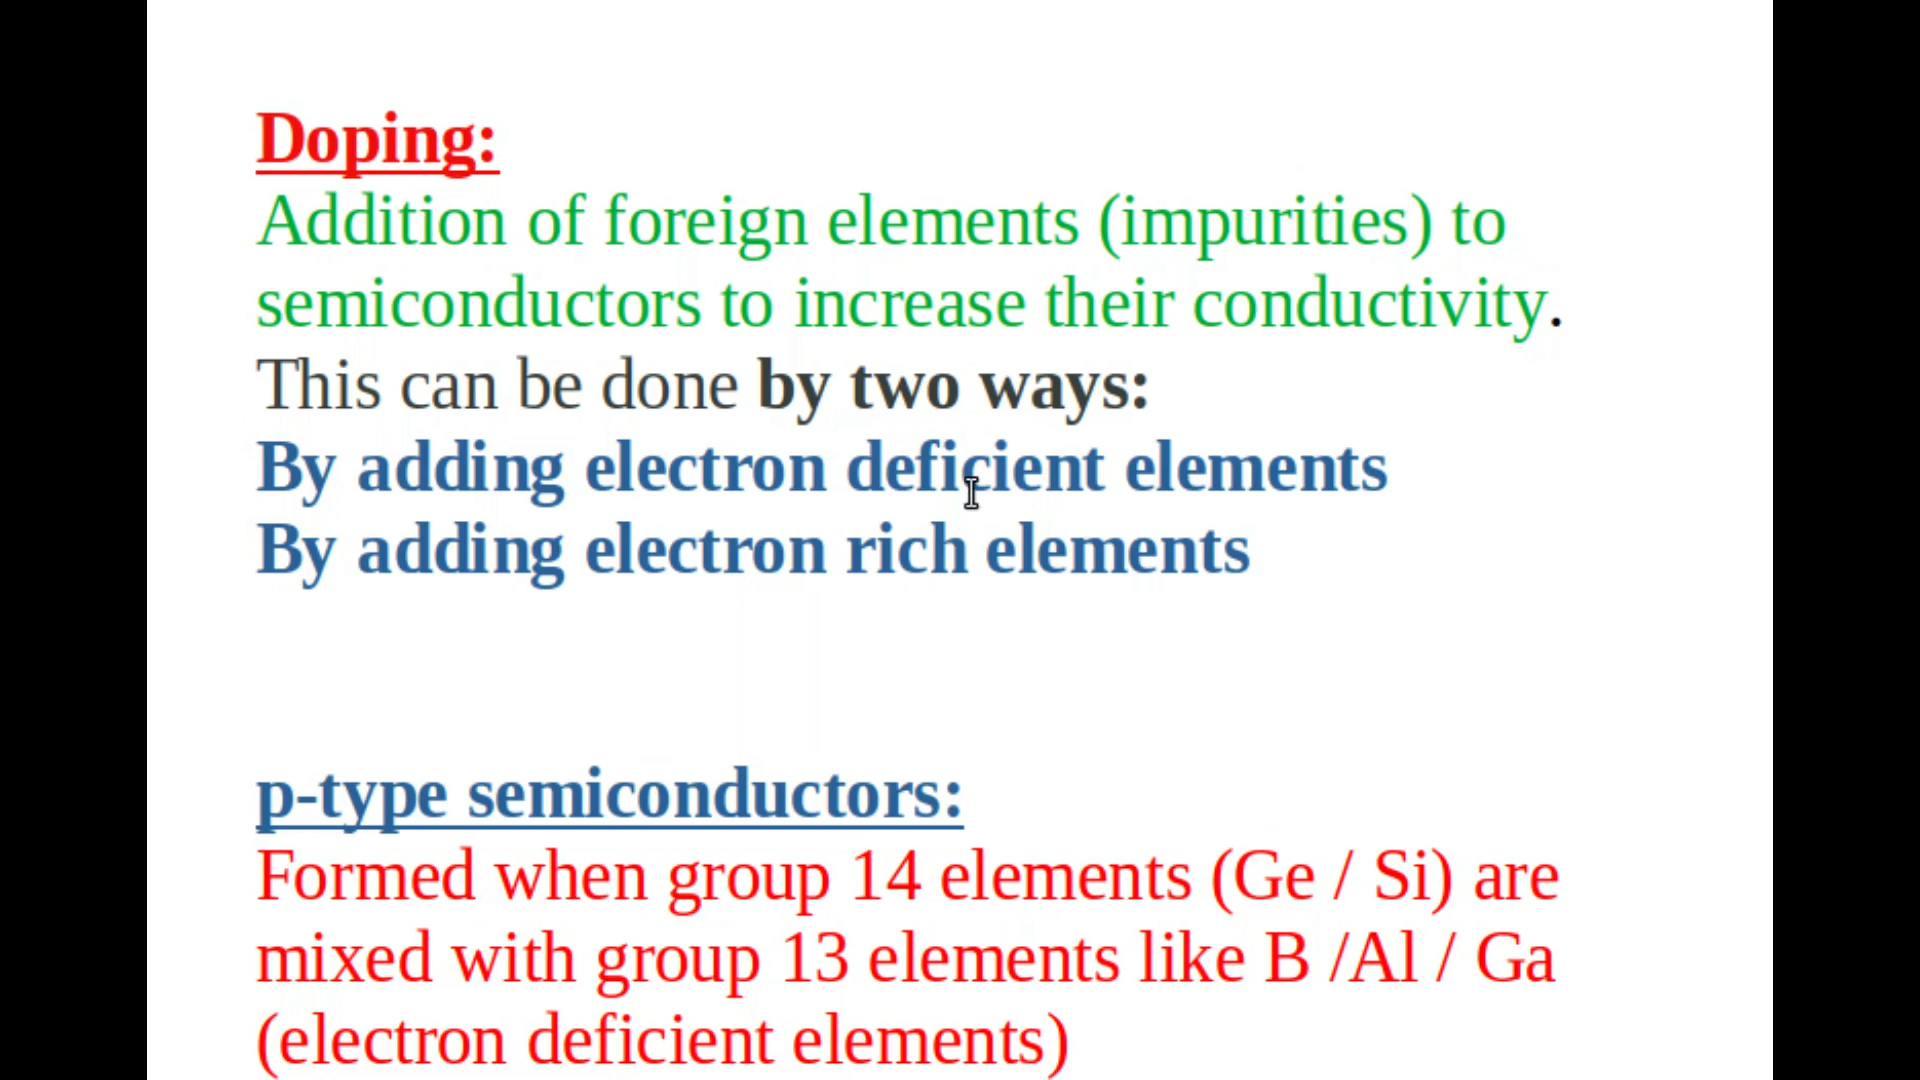 Doping:
Addition of foreign elements (impurities) to
semiconductors to increase their conductivity.
This can be done by two ways:
By adding electron deficient elements
By adding electron rich elements
p-type semiconductors:
Formed when group 14 elements (Ge / Si) are
mixed with group 13 elements like B /Al / Ga
(electron deficient elements)